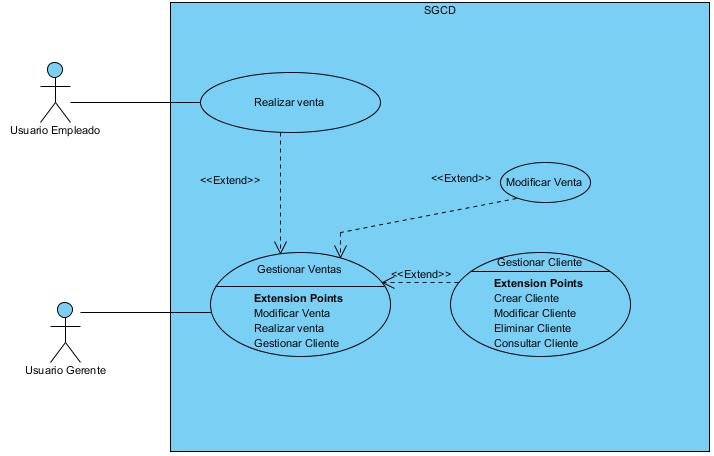 SGCD
Realizar venta
Usuario Empleado
<<Extend>>
<<Extend>>
Modificar Venta
Gestionar Ventas
Extension Points
Modificar Venta
Realizar venta
Gestionar Cliente
<<Extend>>
Gestionar Cliente
Extension Points
Crear Cliente
Modificar Cliente
Eliminar Cliente
Consultar Cliente
Usuario Gerente